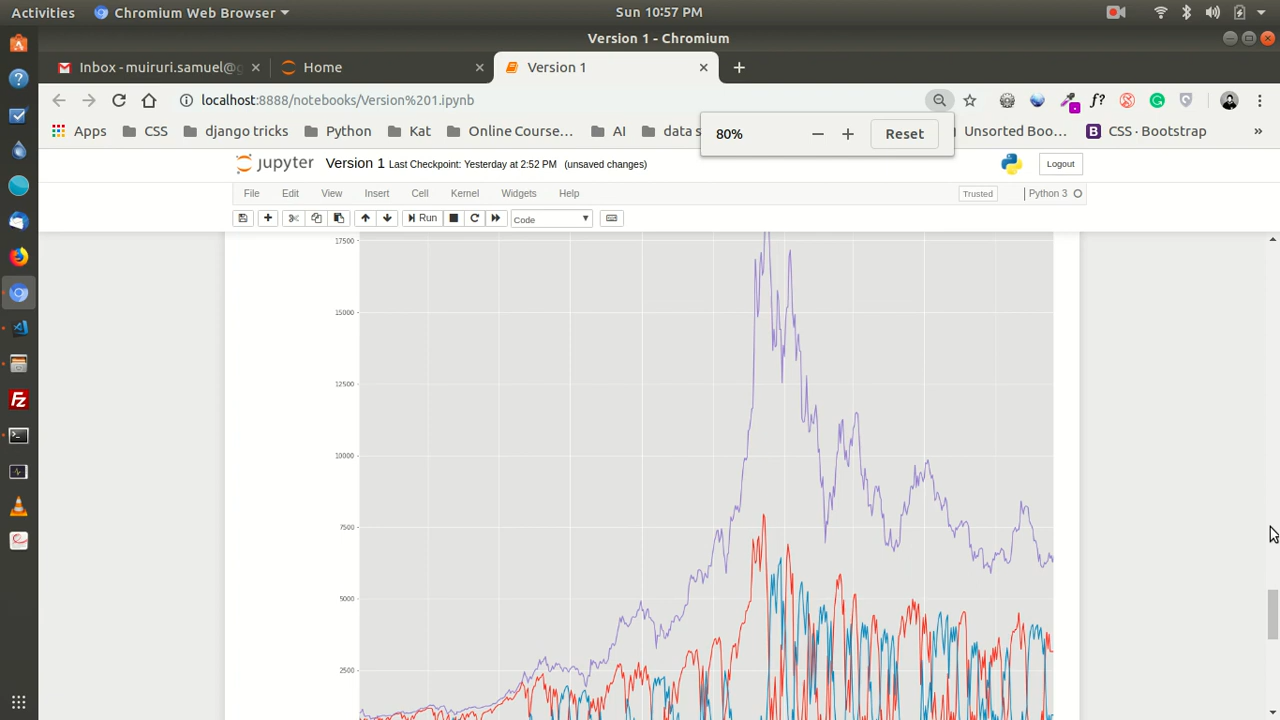 Activities Chromium Web Browser Sun 10:57 PM
Version 1 - Chromium
Inbox - muiruri.samuel@g Home Version 1
localhost:8888/notebooks/Version%201.ipynb
Apps CSS django tricks Python Kat Online Course… AI data s Unsorted Boo… CSS · Bootstrap »
80% Reset
jupyter Version 1 Last Checkpoint: Yesterday at 2:52 PM (unsaved changes) Logout
File Edit View Insert Cell Kernel Widgets Help Trusted Python 3
Run Code
17500
15000
12500
10000
7500
5000
2500